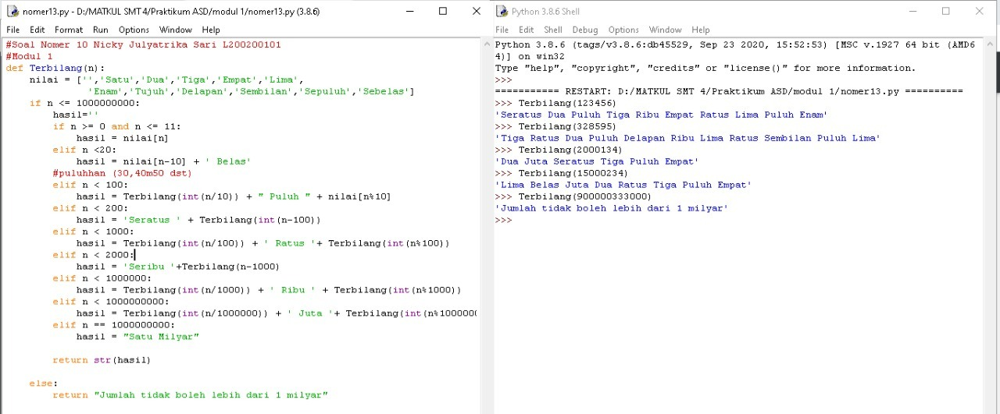 nomer13.py - D:/MATKUL SMT4/Praktikum ASD/modul 1/nomer13.py (3.8.6)
File Edit Format Run Options Window Help
#Soal Nomer 10 Nicky Julyatrika Sari L200200101
#Modul 1
def Terbilang(n):
    nilai = ['','Satu','Dua','Tiga','Empat','Lima',
              'Enam','Tujuh','Delapan','Sembilan','Sepuluh','Sebelas']
    if n <= 1000000000:
        hasil=''
        if n >= 0 and n <= 11:
            hasil = nilai[n]
        elif n <20:
            hasil = nilai[n-10] + ' Belas'
        #puluhhan (30,40m50 dst)
        elif n < 100:
            hasil = Terbilang(int(n/10)) + " Puluh " + nilai[n%10]
        elif n < 200:
            hasil = 'Seratus ' + Terbilang(int(n-100))
        elif n < 1000:
            hasil = Terbilang(int(n/100)) + ' Ratus '+ Terbilang(int(n%100))
        elif n < 2000:
            hasil = 'Seribu '+Terbilang(n-1000)
        elif n < 1000000:
            hasil = Terbilang(int(n/1000)) + ' Ribu ' + Terbilang(int(n%1000))
        elif n < 1000000000:
            hasil = Terbilang(int(n/1000000)) + ' Juta '+ Terbilang(int(n%100000
        elif n == 1000000000:
            hasil = "Satu Milyar"
        return str(hasil)
    else:
        return "Jumlah tidak boleh lebih dari 1 milyar"
Python 3.8.6 Shell
File Edit Shell Debug Options Window Help
Python 3.8.6 (tags/v3.8.6:db45529, Sep 23 2020, 15:52:53) [MSC v.1927 64 bit (AMD6
4)] on win32
Type "help", "copyright", "credits" or "license()" for more information.
>>>
=========== RESTART: D:/MATKUL SMT 4/Praktikum ASD/modul 1/nomer13.py ==========
>>> Terbilang(123456)
'Seratus Dua Puluh Tiga Ribu Empat Ratus Lima Puluh Enam'
>>> Terbilang(328595)
'Tiga Ratus Dua Puluh Delapan Ribu Lima Ratus Sembilan Puluh Lima'
>>> Terbilang(2000134)
'Dua Juta Seratus Tiga Puluh Empat'
>>> Terbilang(15000234)
'Lima Belas Juta Dua Ratus Tiga Puluh Empat'
>>> Terbilang(900000333000)
'Jumlah tidak boleh lebih dari 1 milyar'
>>>